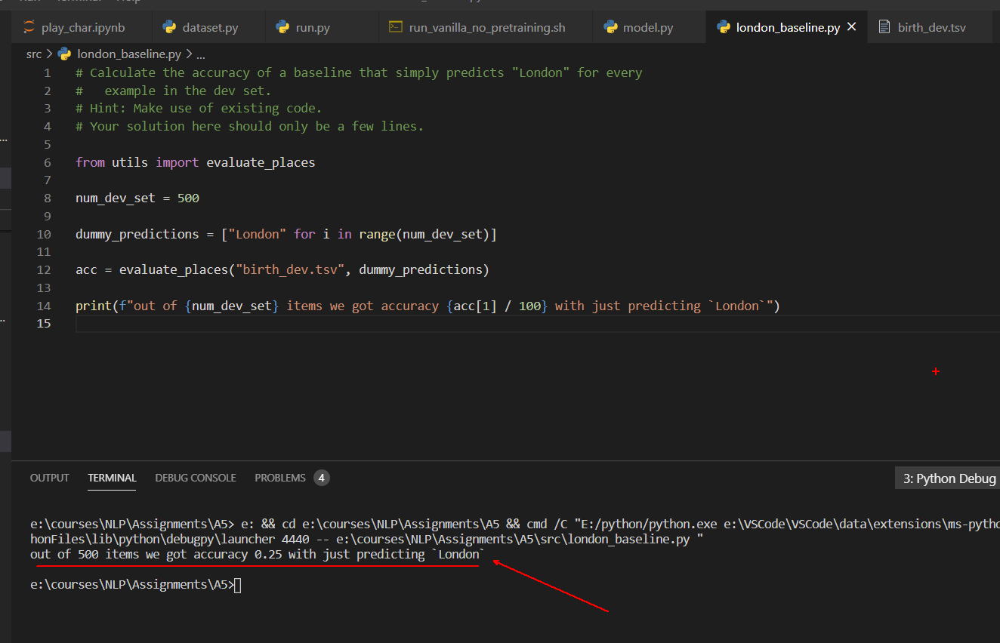 play_char.ipynb dataset.py run.py run_vanilla_no_pretraining.sh model.py london_baseline.py birth_dev.tsv
src > london_baseline.py > ...
1 # Calculate the accuracy of a baseline that simply predicts "London" for every
2 #   example in the dev set.
3 # Hint: Make use of existing code.
4 # Your solution here should only be a few lines.
5
6 from utils import evaluate_places
7
8 num_dev_set = 500
9
10 dummy_predictions = ["London" for i in range(num_dev_set)]
11
12 acc = evaluate_places("birth_dev.tsv", dummy_predictions)
13
14 print(f"out of {num_dev_set} items we got accuracy {acc[1] / 100} with just predicting `London`")
15
OUTPUT TERMINAL DEBUG CONSOLE PROBLEMS 4 3: Python Debug
e:\courses\NLP\Assignments\A5> e: && cd e:\courses\NLP\Assignments\A5 && cmd /C "E:/python/python.exe e:\VSCode\VSCode\data\extensions\ms-pytho
honFiles\lib\python\debugpy\launcher 4440 -- e:\courses\NLP\Assignments\A5\src\london_baseline.py "
out of 500 items we got accuracy 0.25 with just predicting `London`
e:\courses\NLP\Assignments\A5>